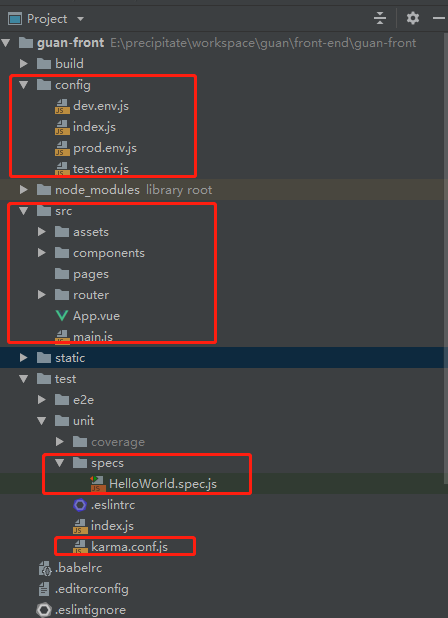 Project
guan-front E:\precipitate\workspace\guan\front-end\guan-front
build
config
dev.env.js
index.js
prod.env.js
test.env.js
node_modules library root
src
assets
components
pages
router
App.vue
main.js
static
test
e2e
unit
coverage
specs
HelloWorld.spec.js
.eslintrc
index.js
karma.conf.js
.babelrc
.editorconfig
.eslintignore